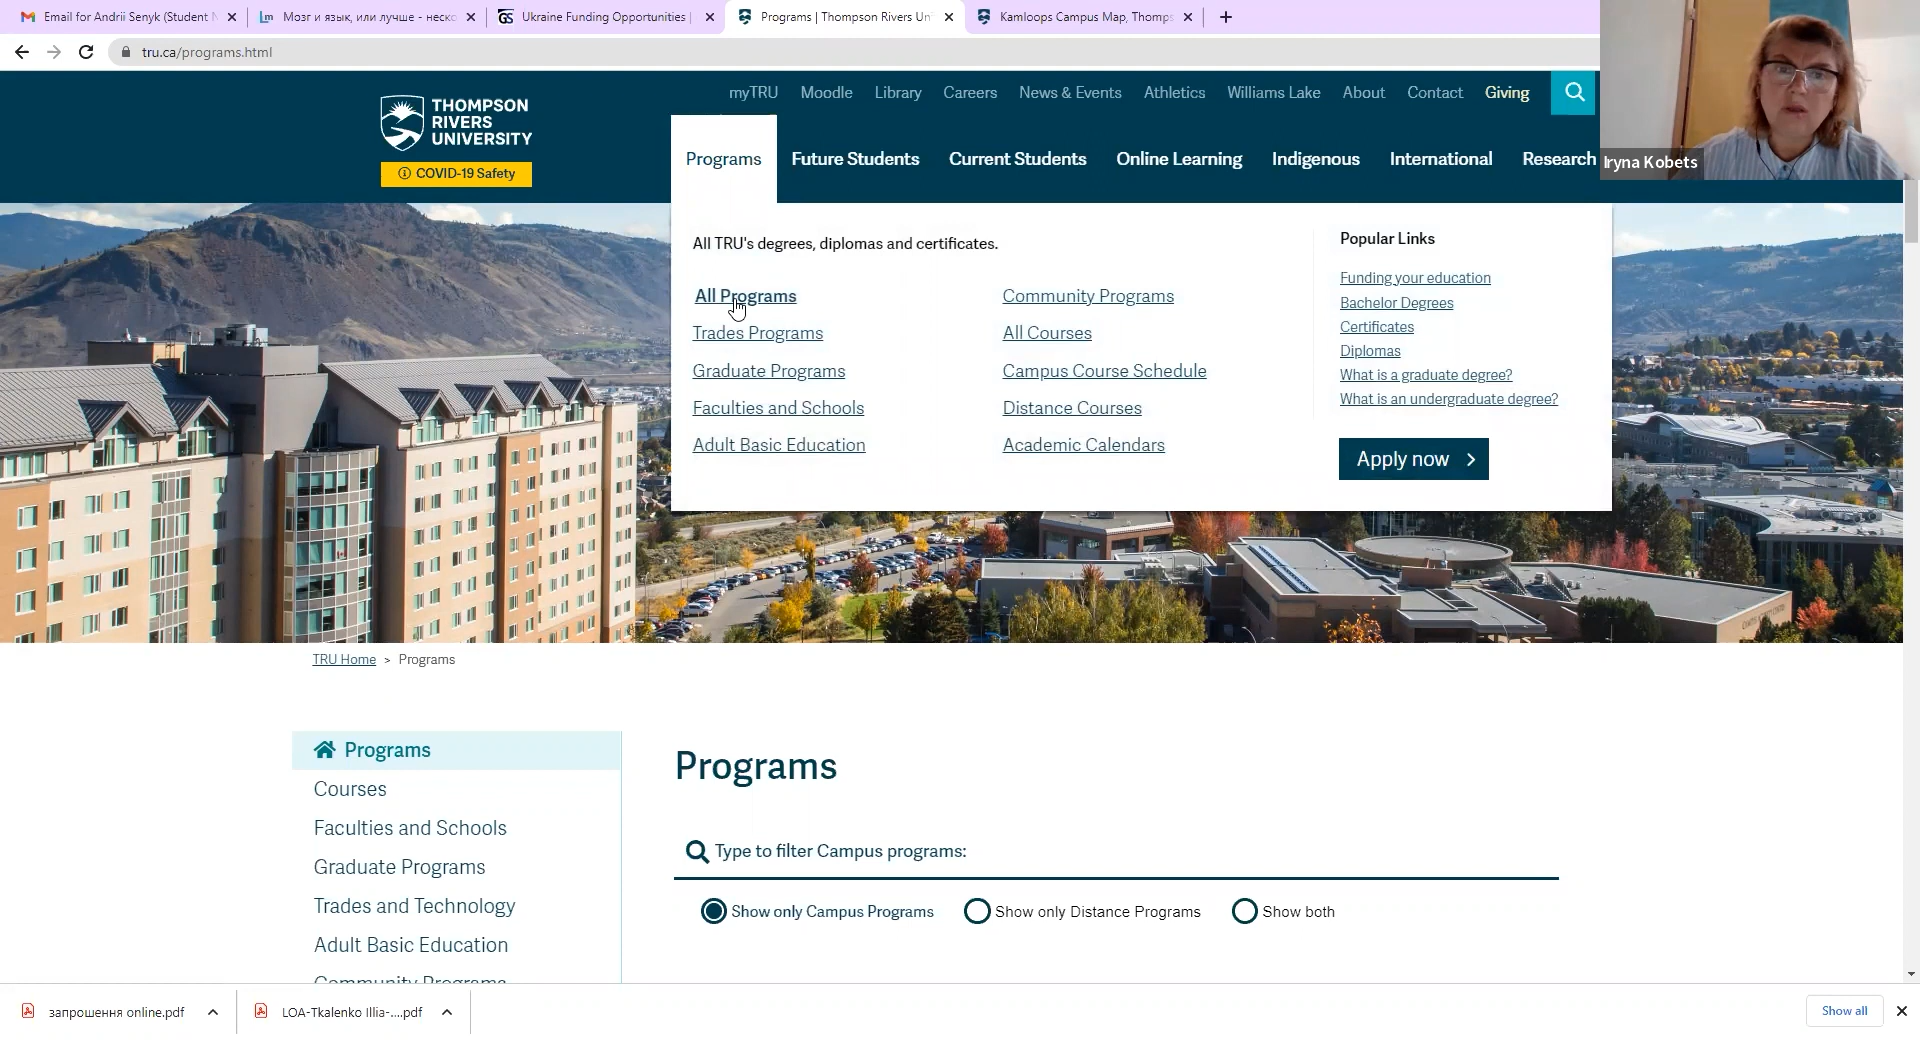 Email for Andrii Senyk (Student N
Мозг и язык, или лучше - неско
Ukraine Funding Opportunities |
Programs | Thompson Rivers Uni
Kamloops Campus Map, Thomps
tru.ca/programs.html
myTRU Moodle Library Careers News & Events Athletics Williams Lake About Contact Giving
THOMPSON
RIVERS
UNIVERSITY
COVID-19 Safety
Programs Future Students Current Students Online Learning Indigenous International Research
Iryna Kobets
All TRU's degrees, diplomas and certificates.
All Programs
Trades Programs
Graduate Programs
Faculties and Schools
Adult Basic Education
Community Programs
All Courses
Campus Course Schedule
Distance Courses
Academic Calendars
Popular Links
Funding your education
Bachelor Degrees
Certificates
Diplomas
What is a graduate degree?
What is an undergraduate degree?
Apply now
TRU Home > Programs
Programs
Courses
Faculties and Schools
Graduate Programs
Trades and Technology
Adult Basic Education
Community Programs
Programs
Type to filter Campus programs:
Show only Campus Programs Show only Distance Programs Show both
запрошення online.pdf
LOA-Tkalenko Illia-....pdf
Show all